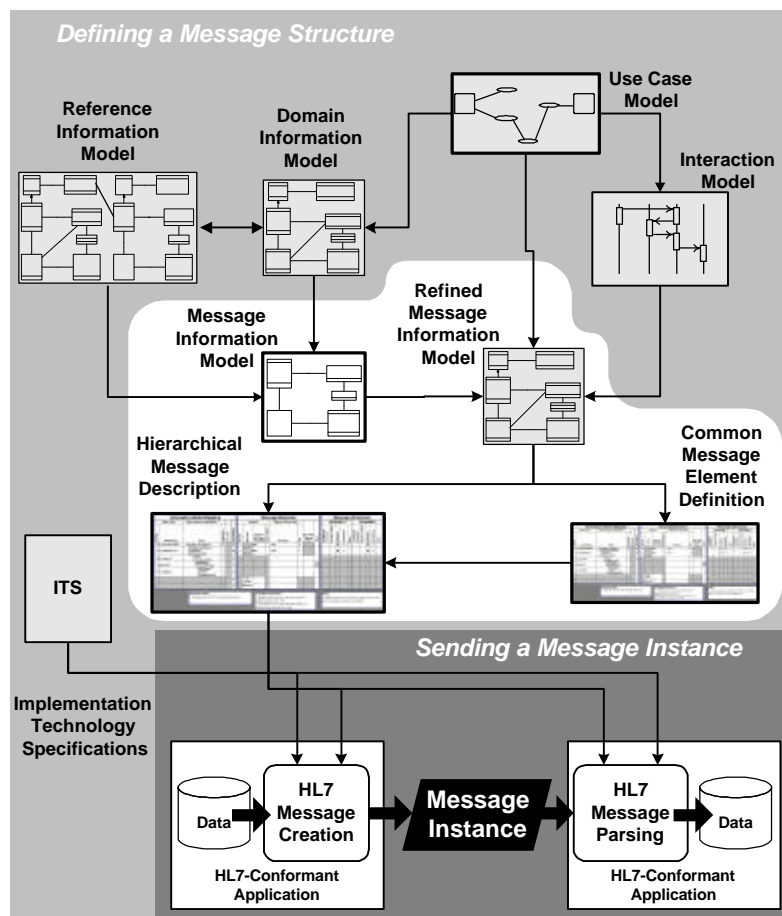 Defining a Message Structure
Use Case
Model
Reference
Information
Model
Domain
Information
Model
Interaction
Model
Message
Information
Model
Refined
Message
Information
Model
Hierarchical
Message
Description
Common
Message
Element
Definition
ITS
Sending a Message Instance
Implementation
Technology
Specifications
Data
HL7
Message
Creation
HL7-Conformant
Application
Message
Instance
HL7
Message
Parsing
Data
HL7-Conformant
Application